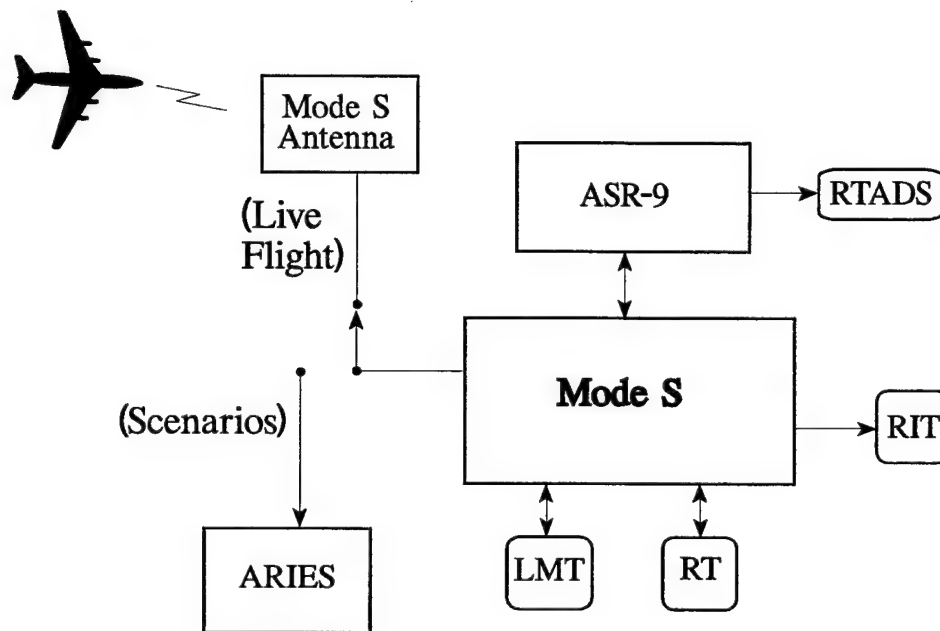 Mode S
Antenna
ASR-9
RTADS
(Live
Flight)
Mode S
RIT
(Scenarios)
LMT
RT
ARIES